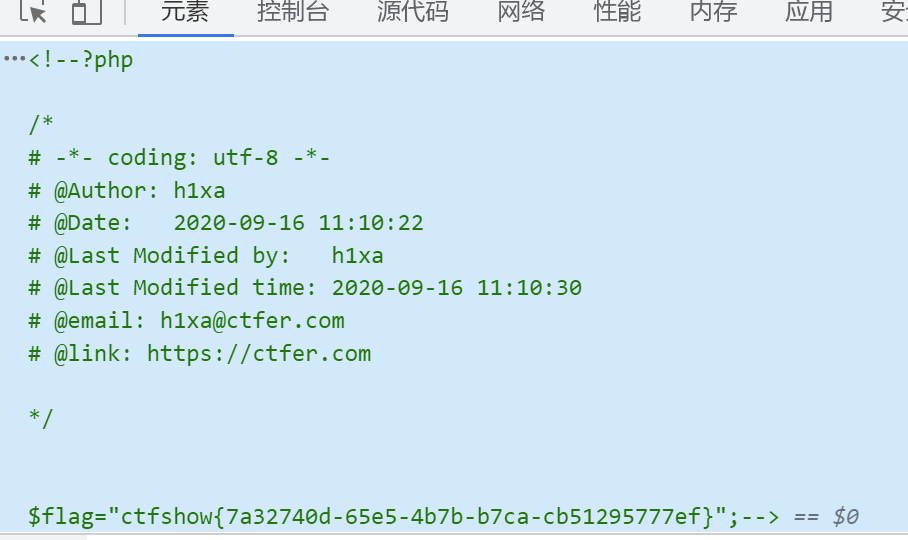 元素 控制台 源代码 网络 性能 内存 应用
<!--?php
/*
# -*- coding: utf-8 -*-
# @Author: h1xa
# @Date:   2020-09-16 11:10:22
# @Last Modified by:   h1xa
# @Last Modified time: 2020-09-16 11:10:30
# @email: h1xa@ctfer.com
# @link: https://ctfer.com
*/
$flag="ctfshow{7a32740d-65e5-4b7b-b7ca-cb51295777ef}";--> == $0